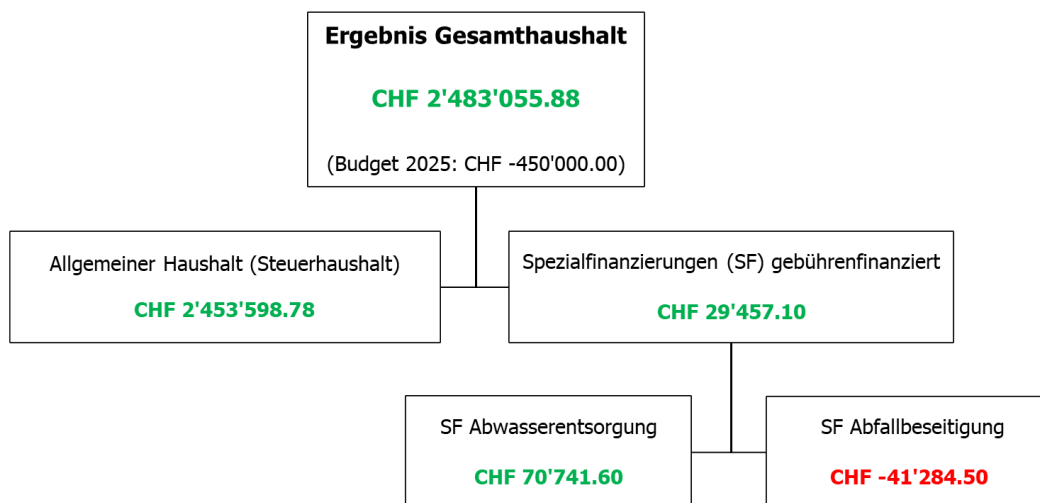 Ergebnis Gesamthaushalt
CHF 2'483'055.88
(Budget 2025: CHF -450'000.00)
Allgemeiner Haushalt (Steuerhaushalt)
CHF 2'453'598.78
Spezialfinanzierungen (SF) gebührenfinanziert
CHF 29'457.10
SF Abwasserentsorgung
CHF 70'741.60
SF Abfallbeseitigung
CHF -41'284.50